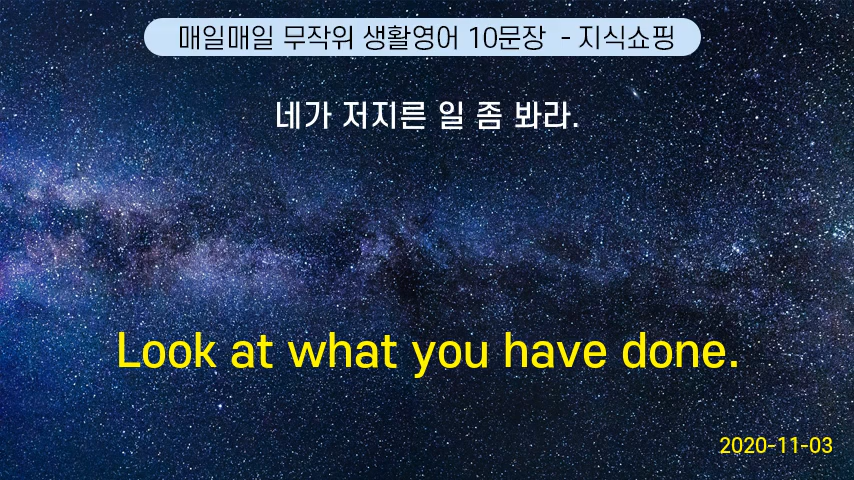 매일매일 무작위 생활영어 10문장 - 지식쇼핑
네가 저지른 일 좀 봐라.
Look at what you have done.
2020-11-03